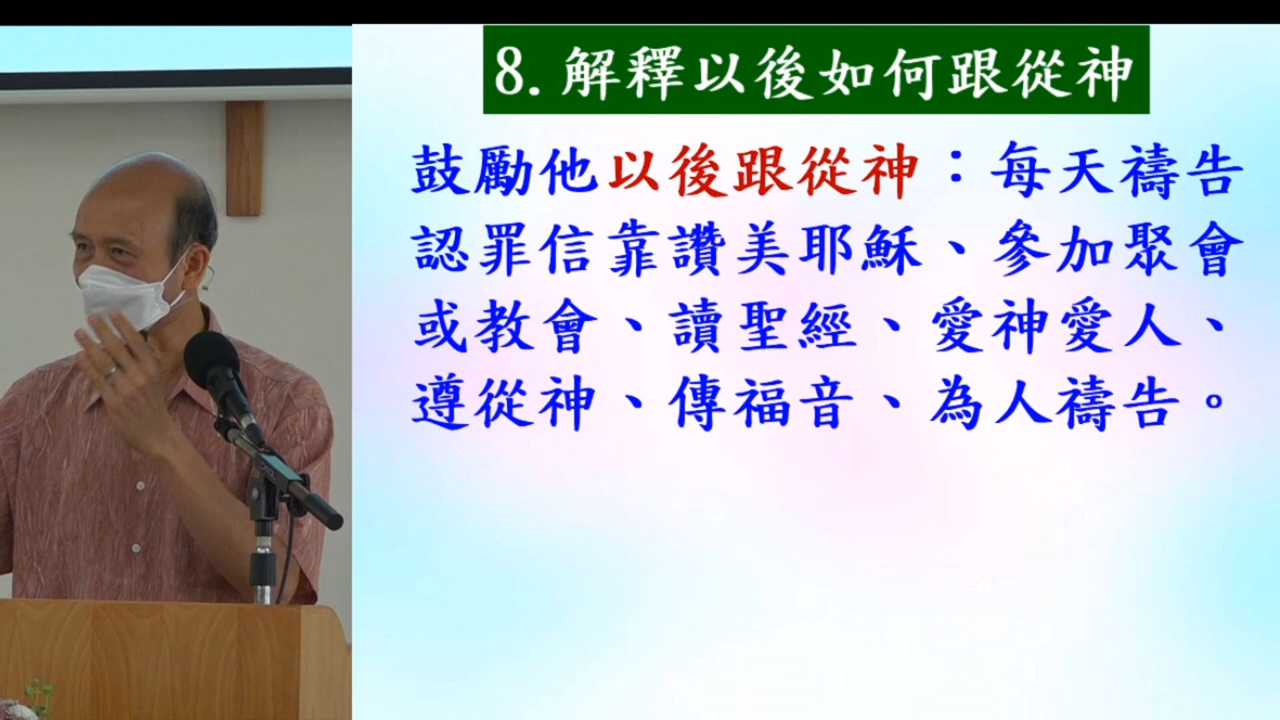 8.解釋以後如何跟從神
鼓勵他以後跟從神：每天禱告
認罪信靠讚美耶穌、參加聚會
或教會、讀聖經、愛神愛人、
遵從神、傳福音、為人禱告。